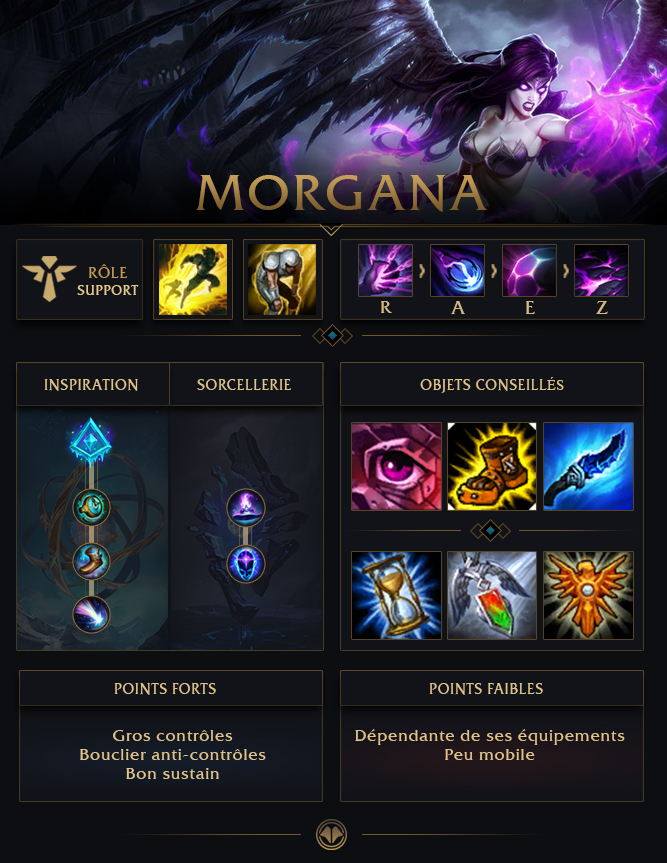 MORGANA
RÔLE
SUPPORT
R
A
E
Z
INSPIRATION
SORCELLERIE
OBJETS CONSEILLÉS
POINTS FORTS
Gros contrôles
Bouclier anti-contrôles
Bon sustain
POINTS FAIBLES
Dépendante de ses équipements
Peu mobile